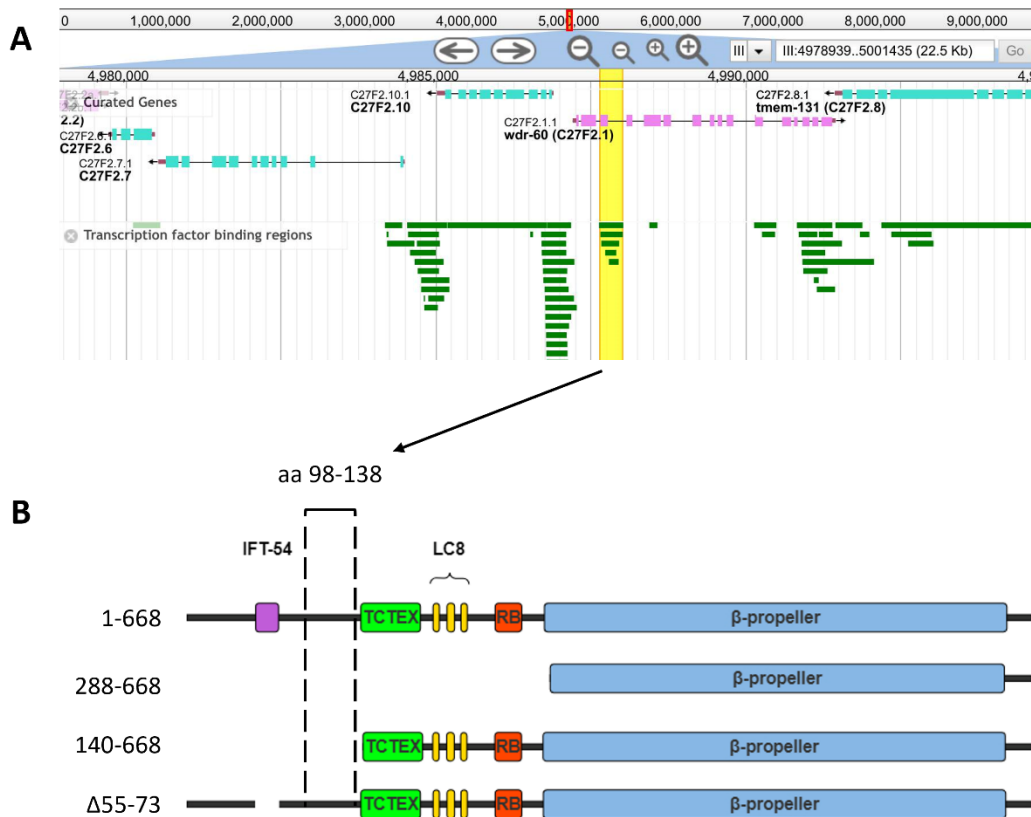 1,000,000 2,000,000 3,000,000 4,000,000 5,000,000 6,000,000 7,000,000 8,000,000 9,000,000
A
III III:4978939..5001435 (22.5 Kb) Go
4,980,000 4,985,000 4,990,000
Curated Genes
C27F2.10.1
C27F2.10
C27F2.8.1
tmem-131 (C27F2.8)
2.2)
C27F2.6.1
C27F2.6
C27F2.1.1
wdr-60 (C27F2.1)
C27F2.7.1
C27F2.7
Transcription factor binding regions
aa 98-138
B
IFT-54 LC8
1-668 TCTEX RB β-propeller
288-668 β-propeller
140-668 TCTEX RB β-propeller
Δ55-73 TCTEX RB β-propeller